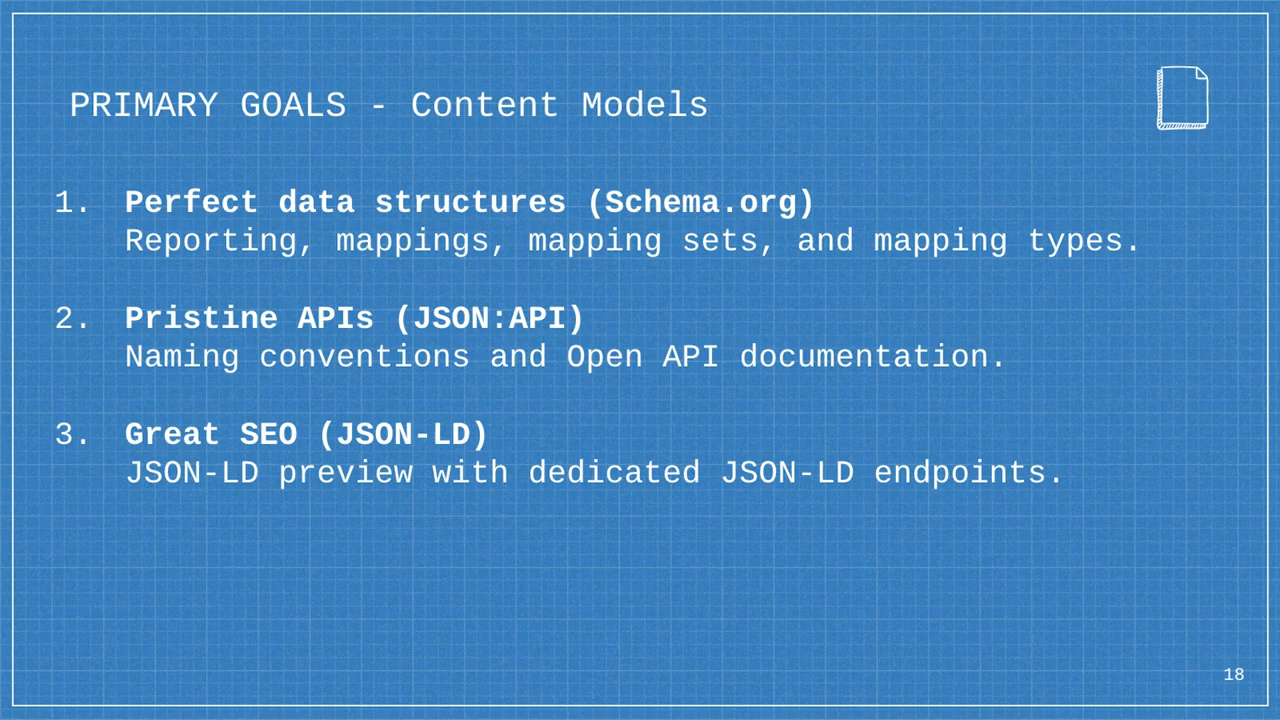 PRIMARY GOALS - Content Models
1. Perfect data structures (Schema.org)
Reporting, mappings, mapping sets, and mapping types.
2. Pristine APIs (JSON:API)
Naming conventions and Open API documentation.
3. Great SEO (JSON-LD)
JSON-LD preview with dedicated JSON-LD endpoints.
18